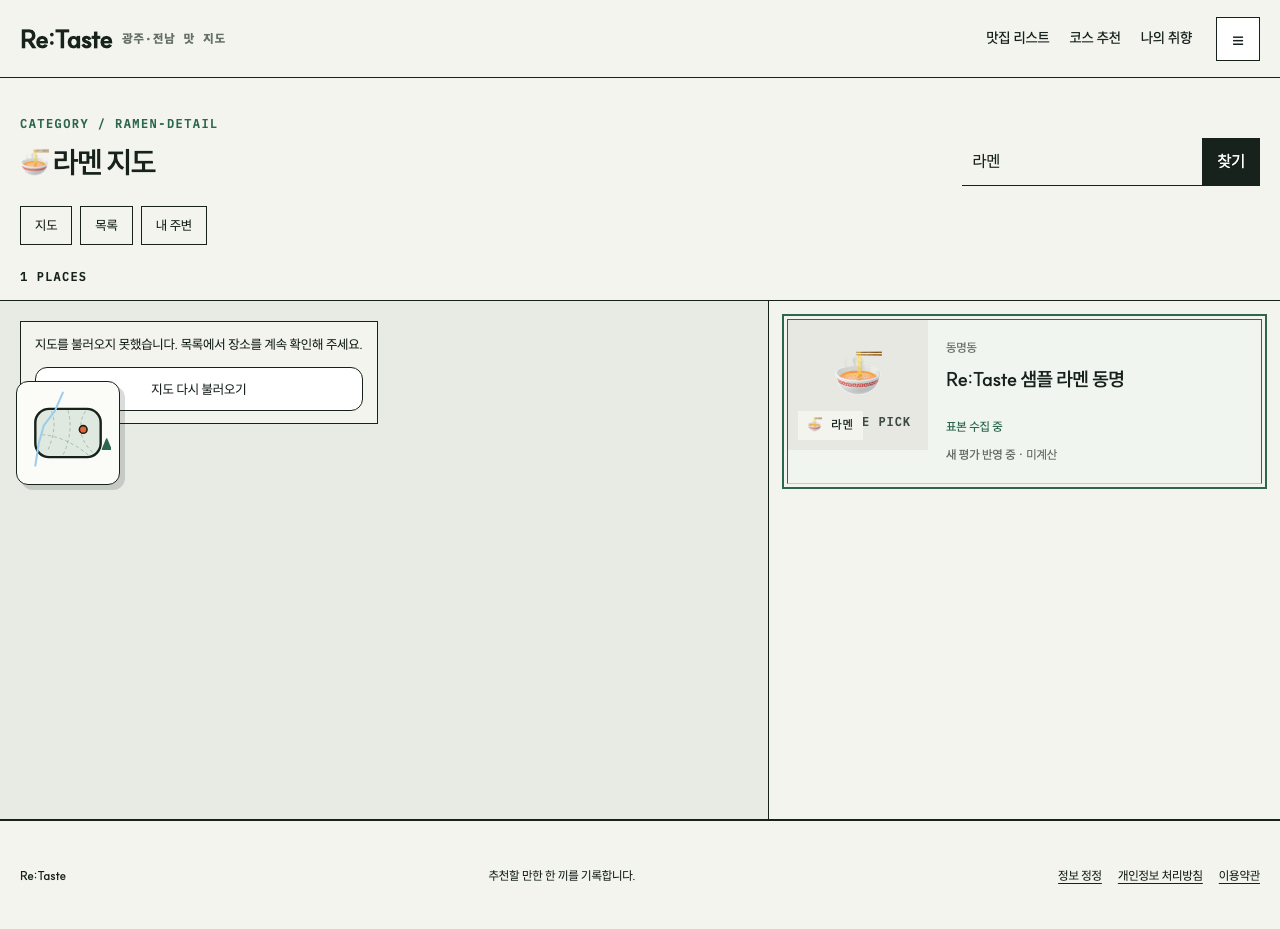 Re:Taste 광주·전남 맛 지도
맛집 리스트 코스 추천 나의 취향
CATEGORY / RAMEN-DETAIL
라멘 지도
라멘 찾기
지도 목록 내 주변
1 PLACES
지도를 불러오지 못했습니다. 목록에서 장소를 계속 확인해 주세요.
지도 다시 불러오기
라멘
E PICK
동명동
Re:Taste 샘플 라멘 동명
표본 수집 중
새 평가 반영 중 · 미계산
Re:Taste
추천할 만한 한 끼를 기록합니다.
정보 정정 개인정보 처리방침 이용약관